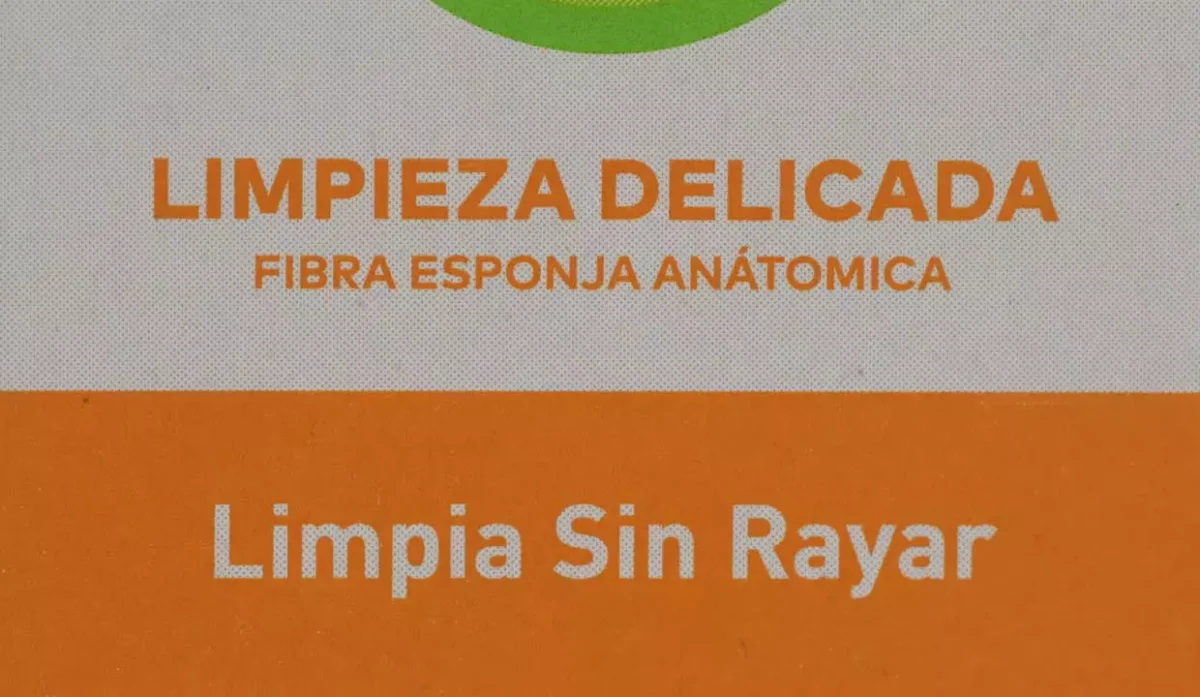 LIMPIEZA DELICADA
FIBRA ESPONJA ANÁTOMICA
Limpia Sin Rayar